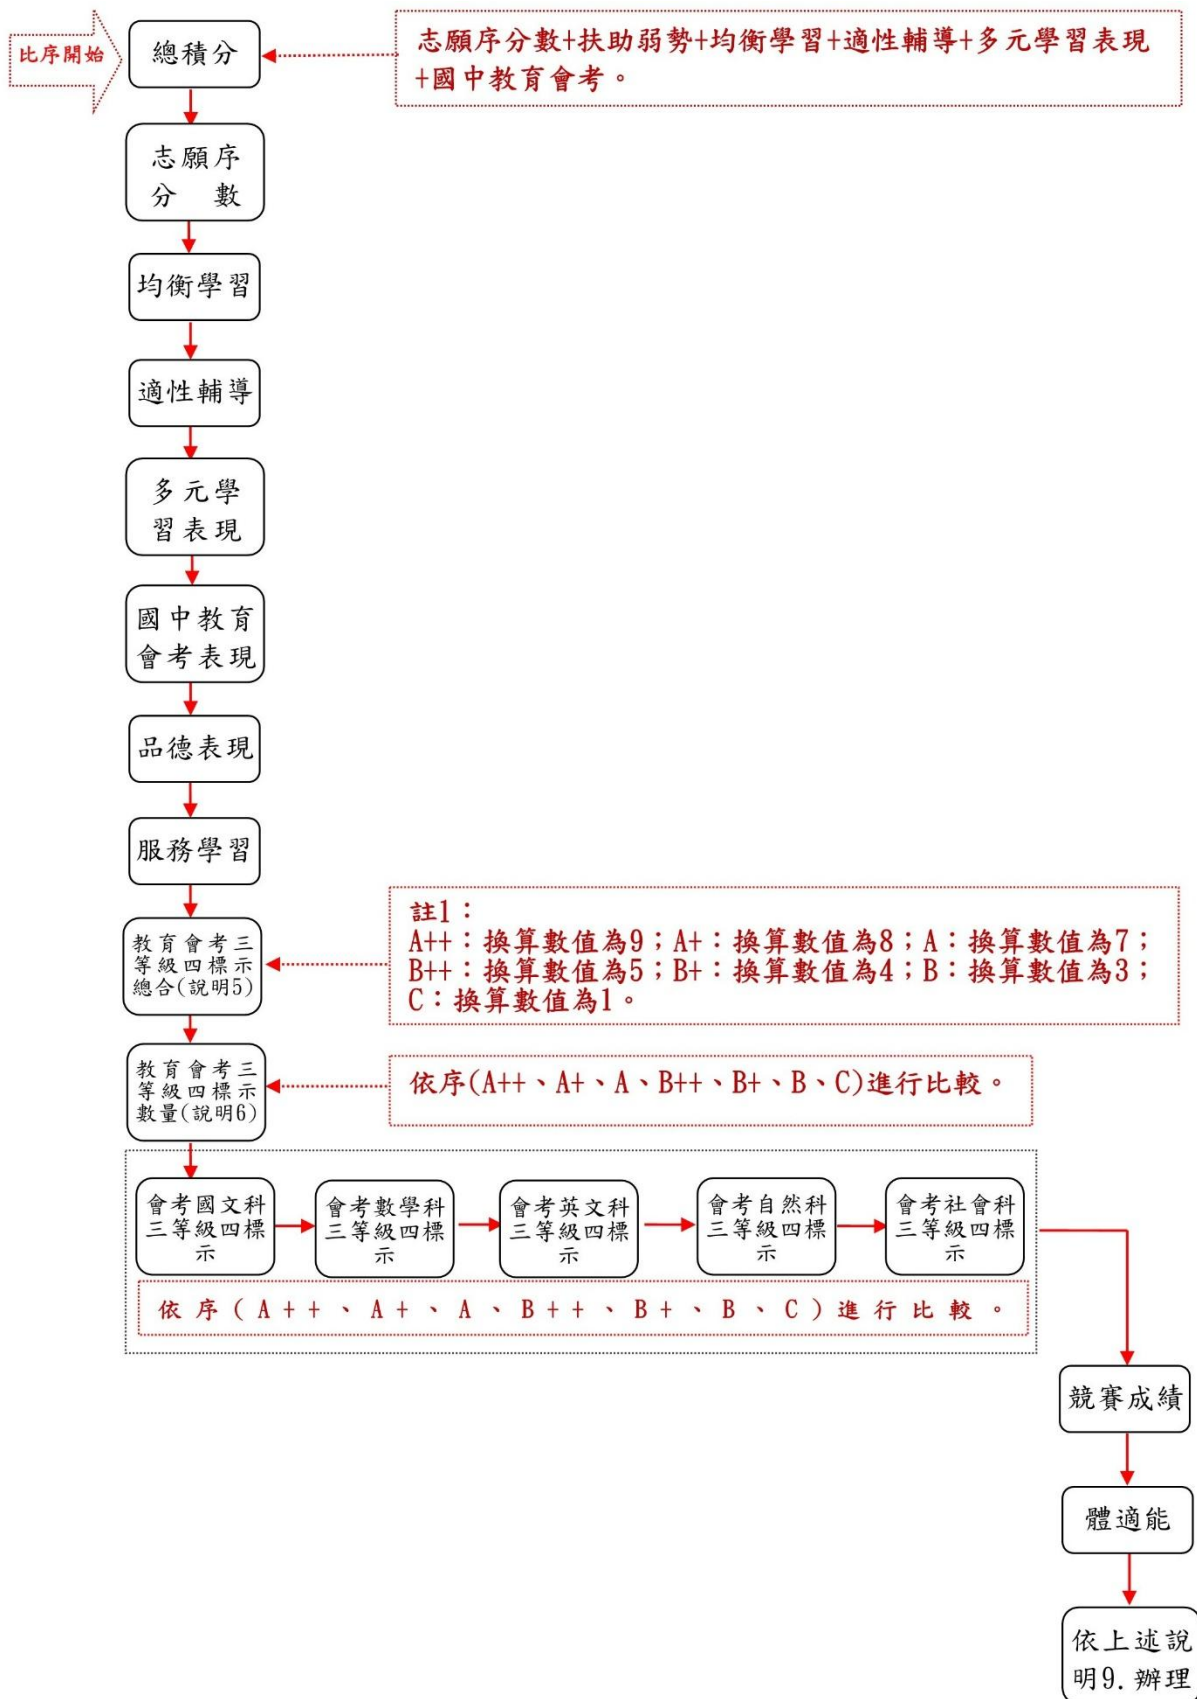 比序開始
總積分
志願序分數+扶助弱勢+均衡學習+適性輔導+多元學習表現
+國中教育會考。
志願序
分 數
均衡學習
適性輔導
多元學
習表現
國中教育
會考表現
品德表現
服務學習
教育會考三
等級四標示
總合(說明5)
註1：
A++：換算數值為9；A+：換算數值為8；A：換算數值為7；
B++：換算數值為5；B+：換算數值為4；B：換算數值為3；
C：換算數值為1。
教育會考三
等級四標示
數量(說明6)
依序(A++、A+、A、B++、B+、B、C)進行比較。
會考國文科
三等級四標
示
會考數學科
三等級四標
示
會考英文科
三等級四標
示
會考自然科
三等級四標
示
會考社會科
三等級四標
示
依序(A++、A+、A、B++、B+、B、C)進行比較。
競賽成績
體適能
依上述說
明9.辦理